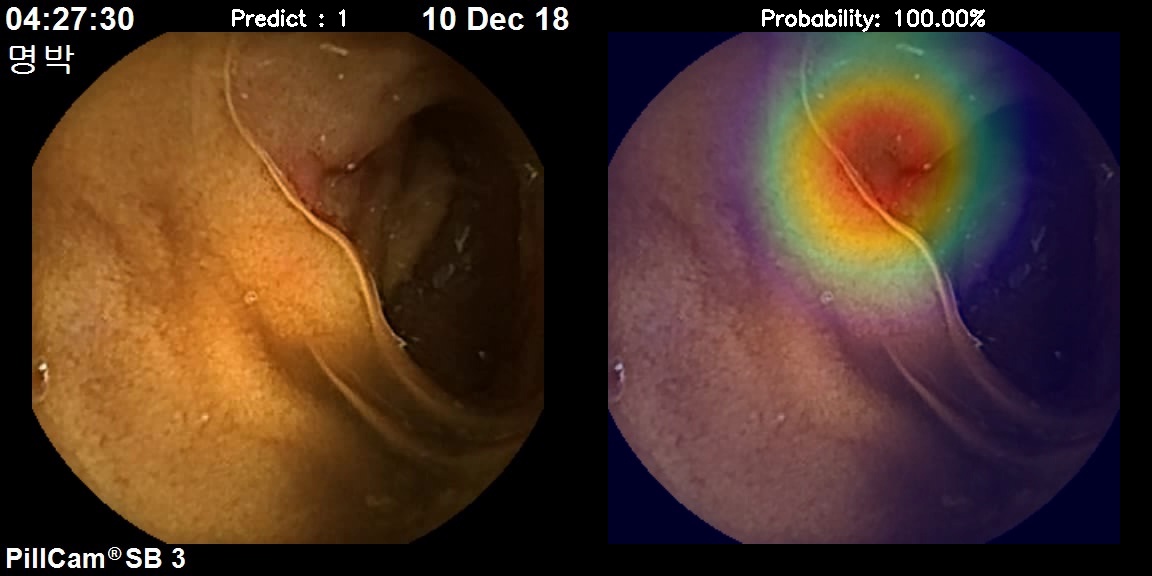 04:27:30
Predict : 1
10 Dec 18
Probability: 100.00%
명박
PillCam® SB 3